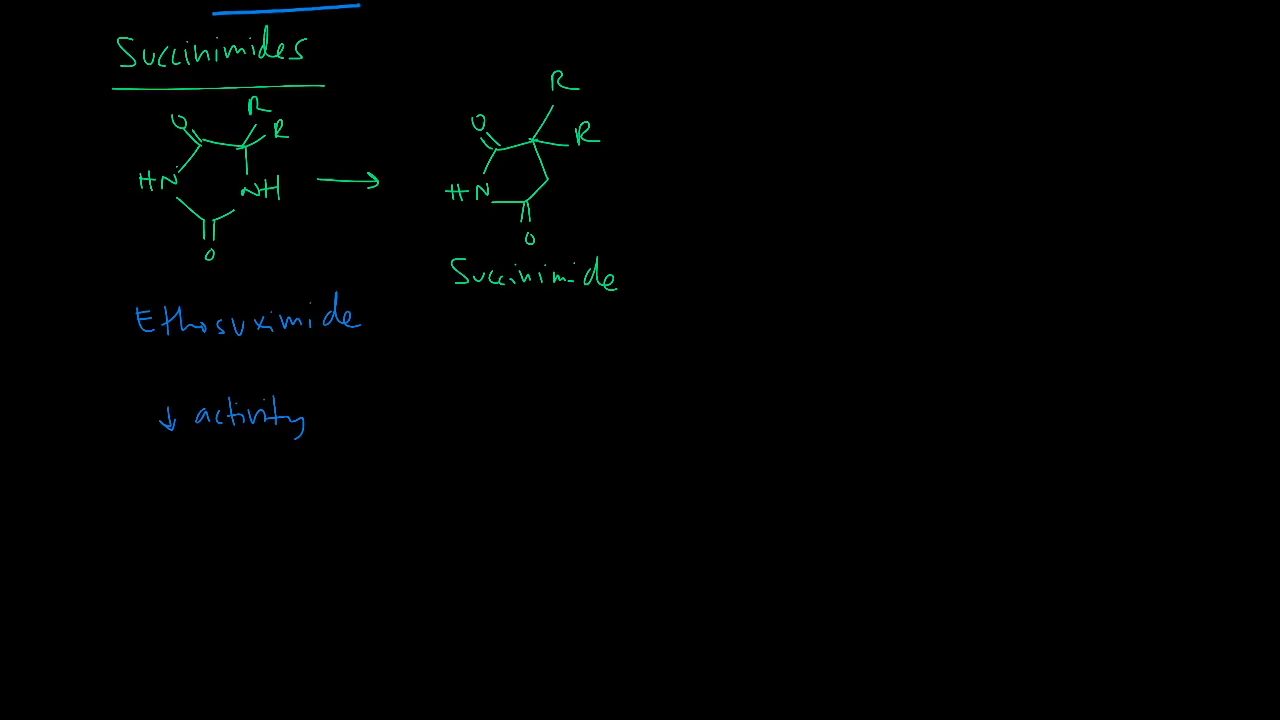 Succinimides
R
O
R
HN
NH
O
R
O
R
HN
O
Succinimide
Ethosuximide
↓ activity